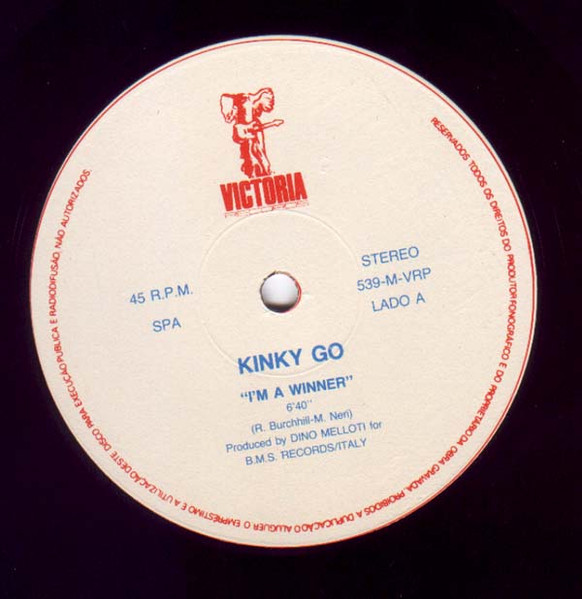 VICTORIA
45 R.P.M.
SPA
STEREO
539-M-VRP
LADO A
KINKY GO
"I'M A WINNER"
6'40"
(R. Burchhill-M. Neri)
Produced by DINO MELLOTI for
B.M.S. RECORDS/ITALY
RESERVADOS TODOS OS DIREITOS DO PRODUTOR FONOGRÁFICO E DO PROPRIETÁRIO DA OBRA GRAVADA. PROIBIDOS A DUPLICAÇÃO O ALUGUER O EMPRÉSTIMO E A UTILIZAÇÃO DESTE DISCO PARA EXECUÇÃO PÚBLICA E RADIODIFUSÃO, NÃO AUTORIZADOS.